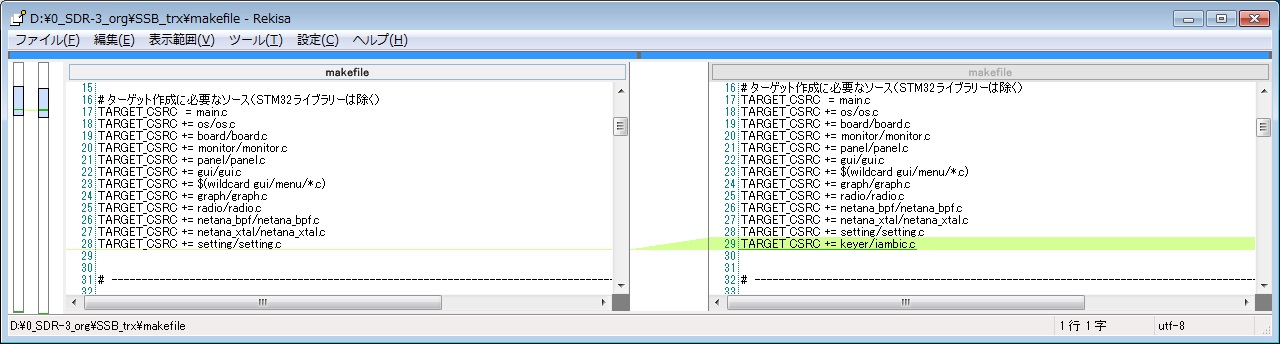 D:¥0_SDR-3_org¥SSB_trx¥makefile - Rekisa
ファイル(F) 編集(E) 表示範囲(V) ツール(T) 設定(C) ヘルプ(H)
makefile
15
16 # ターゲット作成に必要なソース(STM32ライブラリーは除く)
17 TARGET_CSRC  = main.c
18 TARGET_CSRC += os/os.c
19 TARGET_CSRC += board/board.c
20 TARGET_CSRC += monitor/monitor.c
21 TARGET_CSRC += panel/panel.c
22 TARGET_CSRC += gui/gui.c
23 TARGET_CSRC += $(wildcard gui/menu/*.c)
24 TARGET_CSRC += graph/graph.c
25 TARGET_CSRC += radio/radio.c
26 TARGET_CSRC += netana_bpf/netana_bpf.c
27 TARGET_CSRC += netana_xtal/netana_xtal.c
28 TARGET_CSRC += setting/setting.c
29
30
31 # ------------------------------------------------------------
makefile
16 # ターゲット作成に必要なソース(STM32ライブラリーは除く)
17 TARGET_CSRC  = main.c
18 TARGET_CSRC += os/os.c
19 TARGET_CSRC += board/board.c
20 TARGET_CSRC += monitor/monitor.c
21 TARGET_CSRC += panel/panel.c
22 TARGET_CSRC += gui/gui.c
23 TARGET_CSRC += $(wildcard gui/menu/*.c)
24 TARGET_CSRC += graph/graph.c
25 TARGET_CSRC += radio/radio.c
26 TARGET_CSRC += netana_bpf/netana_bpf.c
27 TARGET_CSRC += netana_xtal/netana_xtal.c
28 TARGET_CSRC += setting/setting.c
29 TARGET_CSRC += keyer/iambic.c
30
31
32 # ------------------------------------------------------------
D:¥0_SDR-3_org¥SSB_trx¥makefile 1 行 1 字 utf-8